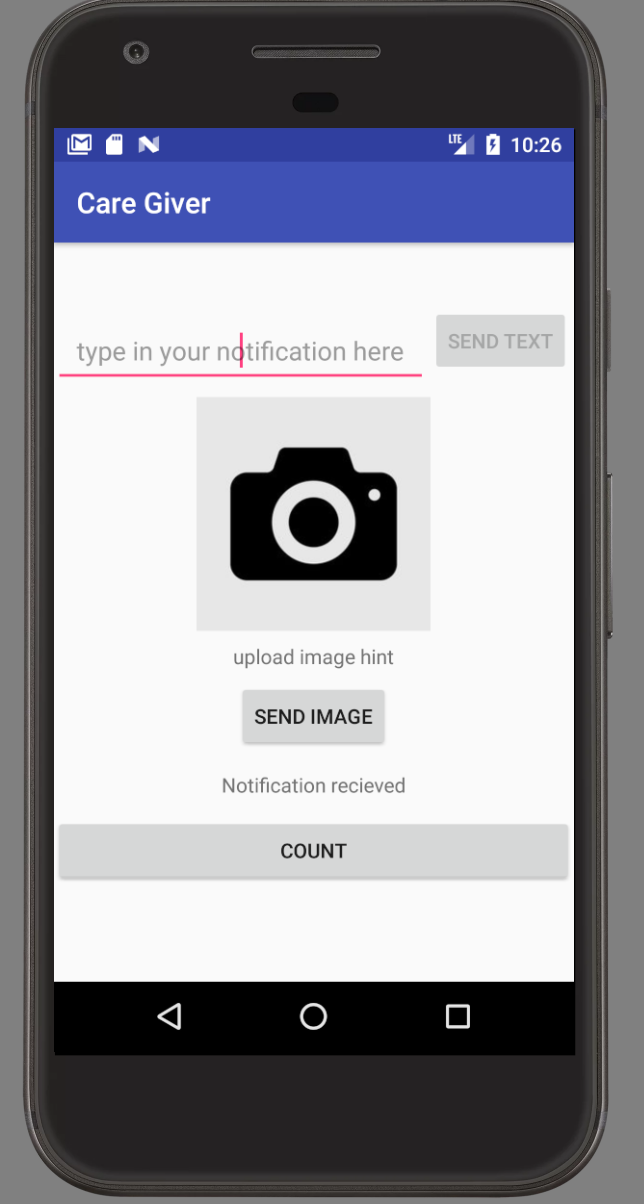 LTE 10:26
Care Giver
type in your notification here
SEND TEXT
upload image hint
SEND IMAGE
Notification recieved
COUNT